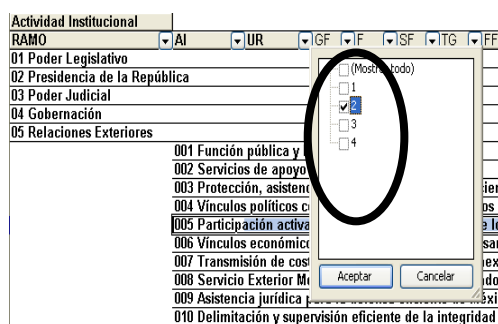 Actividad Institucional
RAMO AI UR GF F SF TG FF
01 Poder Legislativo
02 Presidencia de la República
03 Poder Judicial
04 Gobernación
05 Relaciones Exteriores
(Mostrar todo)
1
2
3
4
Aceptar Cancelar
001 Función pública y
002 Servicios de apoyo
003 Protección, asistenc
004 Vínculos políticos
005 Participación activa
006 Vínculos económic
007 Transmisión de
008 Servicio Exterior
009 Asistencia jurídica
010 Delimitación y supervisión eficiente de la integridad